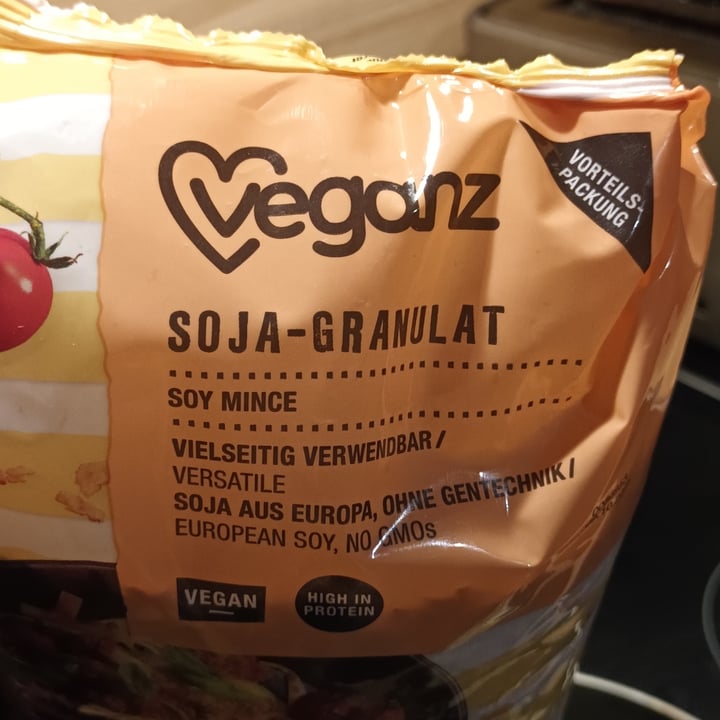 veganz
VORTEILS-
PACKUNG
SOJA-GRANULAT
SOY MINCE
VIELSEITIG VERWENDBAR /
VERSATILE
SOJA AUS EUROPA, OHNE GENTECHNIK /
EUROPEAN SOY, NO GMOs
VEGAN
HIGH IN
PROTEIN